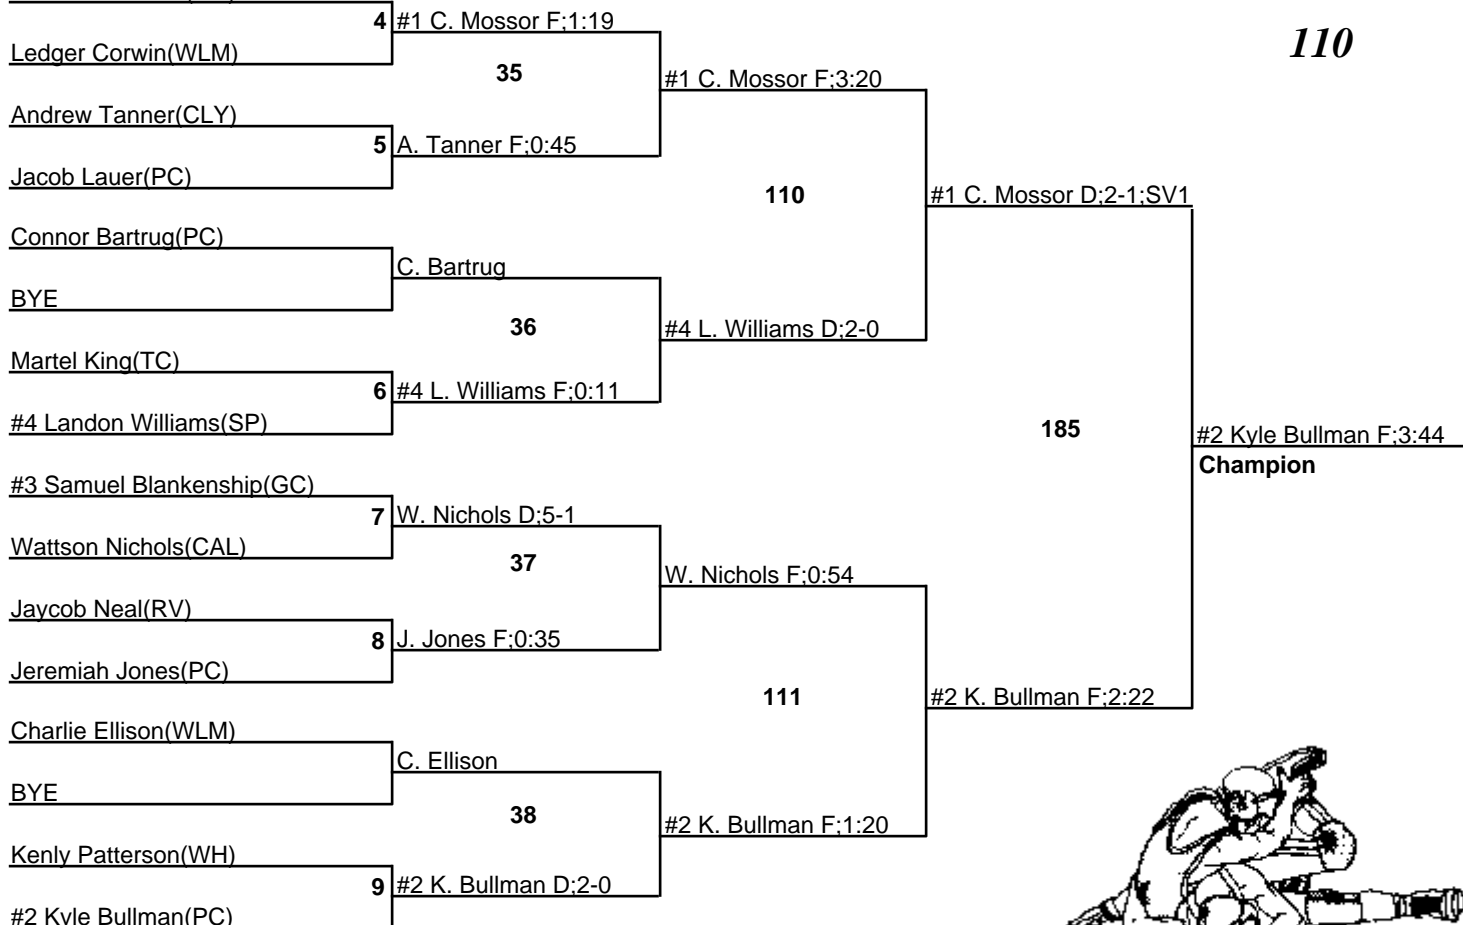 4 #1 C. Mossor F;1:19
110
Ledger Corwin(WLM)
35
#1 C. Mossor F;3:20
Andrew Tanner(CLY)
5 A. Tanner F;0:45
Jacob Lauer(PC)
110
#1 C. Mossor D;2-1;SV1
Connor Bartrug(PC)
C. Bartrug
BYE
36
#4 L. Williams D;2-0
Martel King(TC)
6 #4 L. Williams F;0:11
#4 Landon Williams(SP)
185
#2 Kyle Bullman F;3:44
Champion
#3 Samuel Blankenship(GC)
7 W. Nichols D;5-1
Wattson Nichols(CAL)
37
W. Nichols F;0:54
Jaycob Neal(RV)
8 J. Jones F;0:35
Jeremiah Jones(PC)
111
#2 K. Bullman F;2:22
Charlie Ellison(WLM)
C. Ellison
BYE
38
#2 K. Bullman F;1:20
Kenly Patterson(WH)
9 #2 K. Bullman D;2-0
#2 Kyle Bullman(PC)